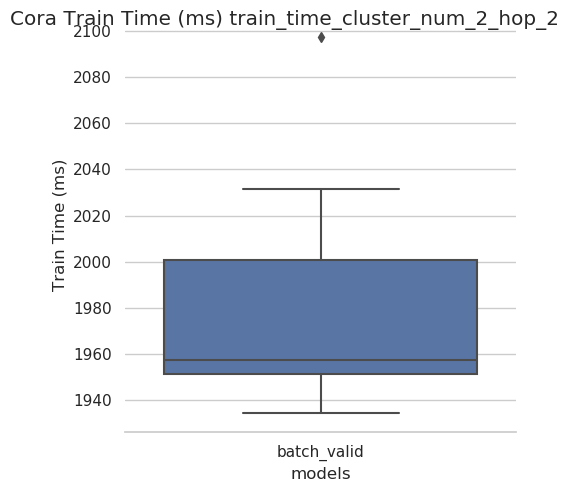 Cora Train Time (ms) train_time_cluster_num_2_hop_2
2100
2080
2060
2040
2020
2000
1980
1960
1940
Train Time (ms)
batch_valid
models